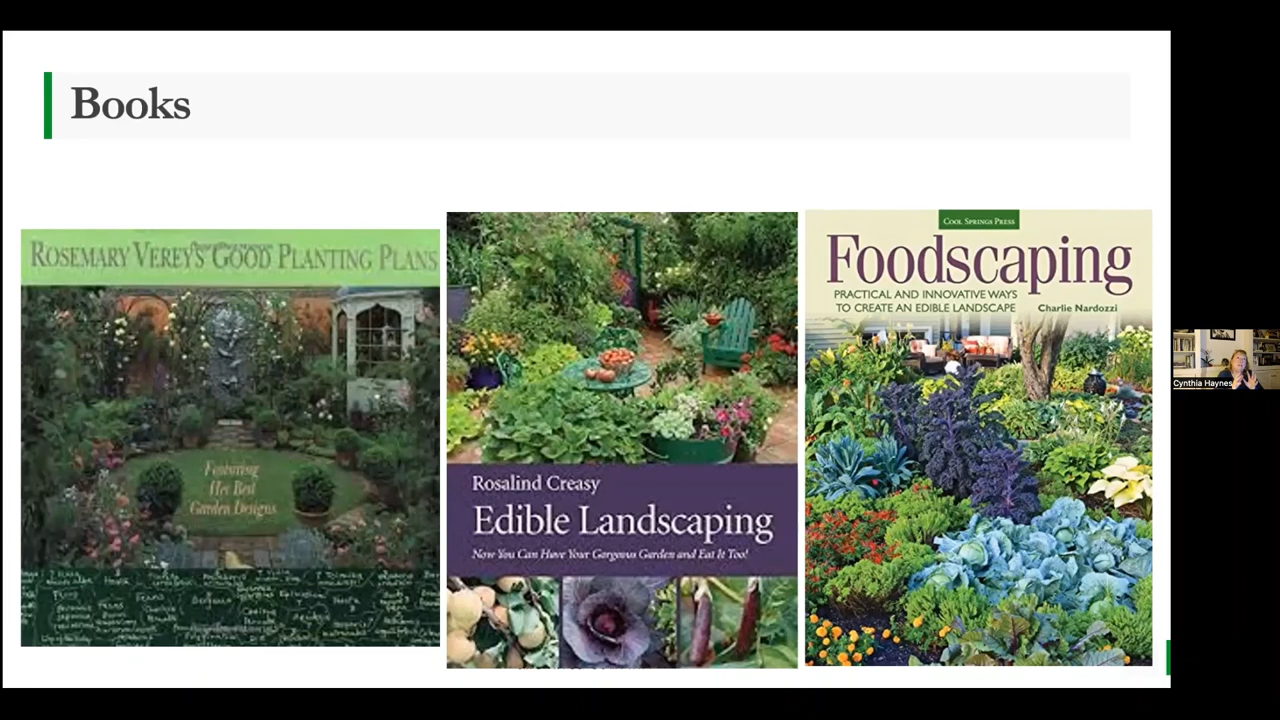 Books
ROSEMARY VEREY'S GOOD PLANTING PLANS
Featuring
Her Best
Garden Designs
Rosalind Creasy
Edible Landscaping
Now You Can Have Your Gorgeous Garden and Eat It Too!
COOL SPRINGS PRESS
Foodscaping
PRACTICAL AND INNOVATIVE WAYS
TO CREATE AN EDIBLE LANDSCAPE
Charlie Nardozzi
Cynthia Haynes